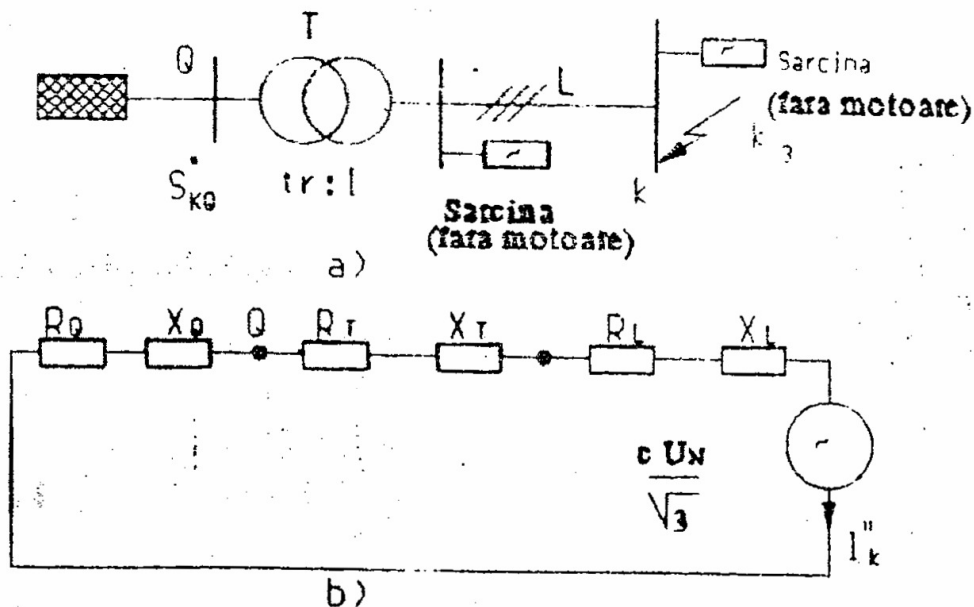 T
Q
L
Sarcina
(fara motoare)
k 3
S"KQ
tr : 1
k
Sarcina
(fara motoare)
a)
RQ XQ Q RT XT RL XL
~
c UN
√3
I"k
b)